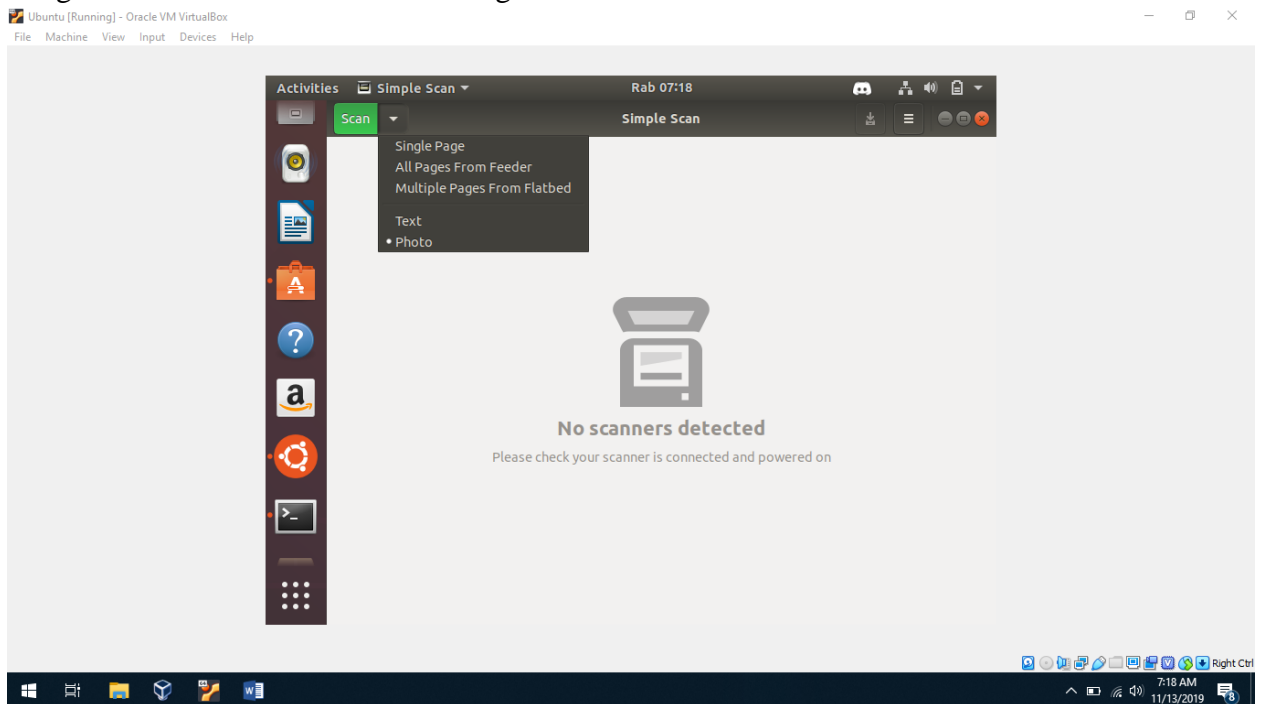 Ubuntu [Running] - Oracle VM VirtualBox
File Machine View Input Devices Help
Activities Simple Scan Rab 07:18
Scan Simple Scan
Single Page
All Pages From Feeder
Multiple Pages From Flatbed
Text
Photo
No scanners detected
Please check your scanner is connected and powered on
Right Ctrl
7:18 AM
11/13/2019
8